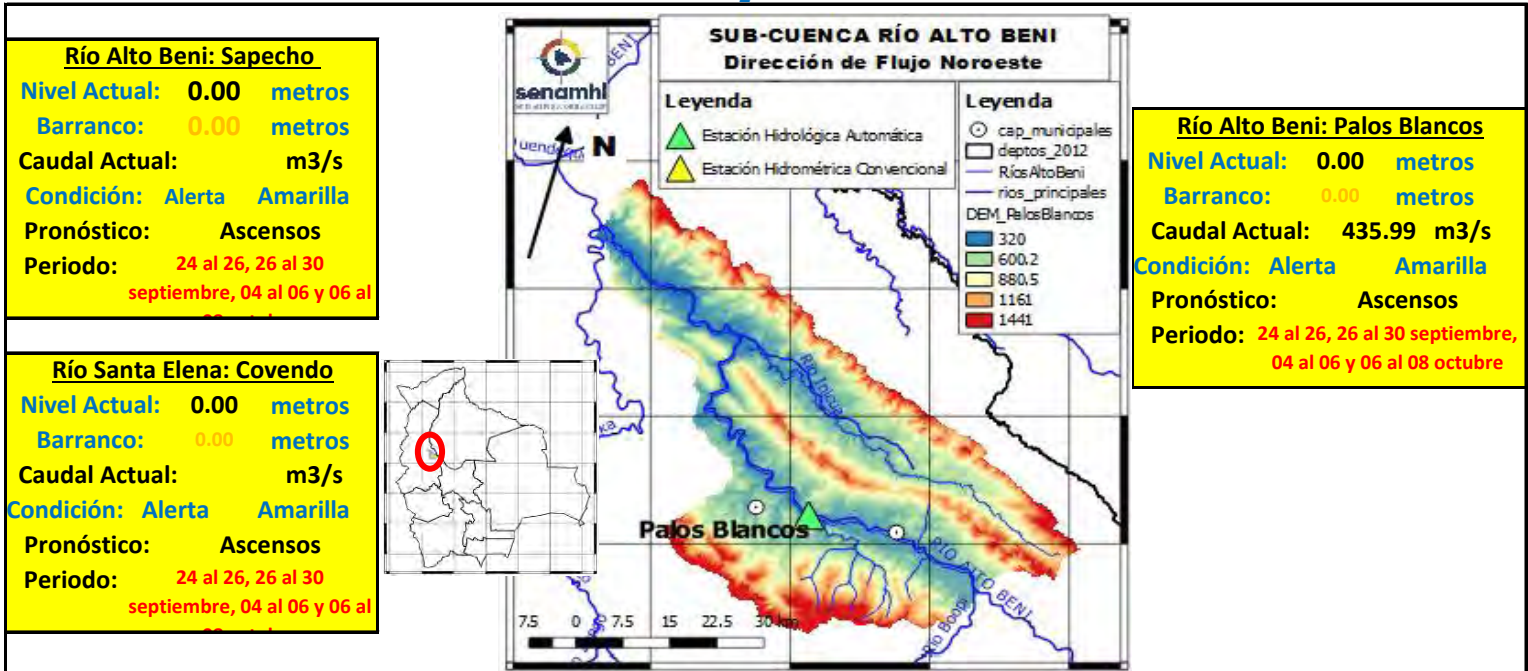 Río Alto Beni: Sapecho
Nivel Actual: 0.00 metros
Barranco: 0.00 metros
Caudal Actual: m3/s
Condición: Alerta Amarilla
Pronóstico: Ascensos
Periodo: 24 al 26, 26 al 30
septiembre, 04 al 06 y 06 al
Río Santa Elena: Covendo
Nivel Actual: 0.00 metros
Barranco: 0.00 metros
Caudal Actual: m3/s
Condición: Alerta Amarilla
Pronóstico: Ascensos
Periodo: 24 al 26, 26 al 30
septiembre, 04 al 06 y 06 al
senamhi
BENI
SUB-CUENCA RÍO ALTO BENI
Dirección de Flujo Noroeste
Leyenda
Estación Hidrológica Automática
Estación Hidrométrica Convencional
Leyenda
cap_municipales
deptos_2012
RíosAltoBeni
rios_principales
DEM_PalosBlancos
320
600.2
880.5
1161
1441
N
Palos Blancos
RIO ALTO BENI
7.5 0 7.5 15 22.5 30 km
Río Alto Beni: Palos Blancos
Nivel Actual: 0.00 metros
Barranco: 0.00 metros
Caudal Actual: 435.99 m3/s
Condición: Alerta Amarilla
Pronóstico: Ascensos
Periodo: 24 al 26, 26 al 30 septiembre,
04 al 06 y 06 al 08 octubre